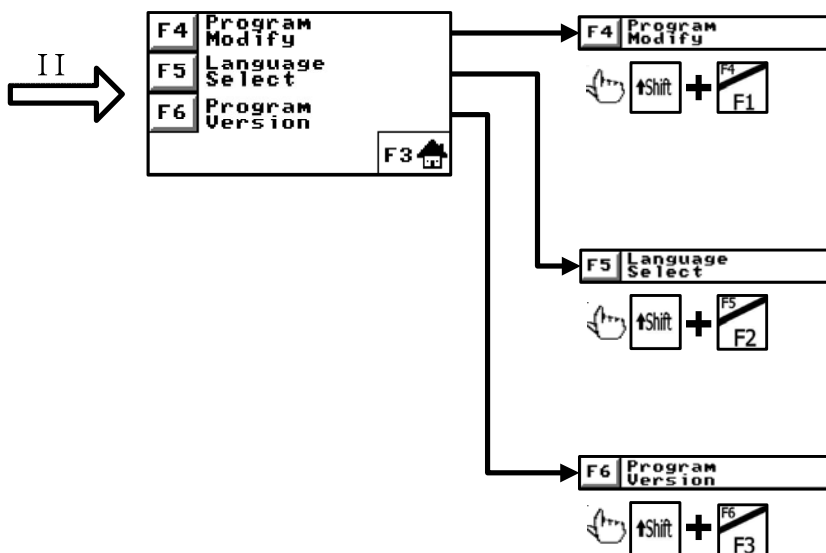 II
F4 Program
Modify
F5 Language
Select
F6 Program
Version
F3
F4 Program
Modify
Shift + F4 F1
F5 Language
Select
Shift + F5 F2
F6 Program
Version
Shift + F6 F3